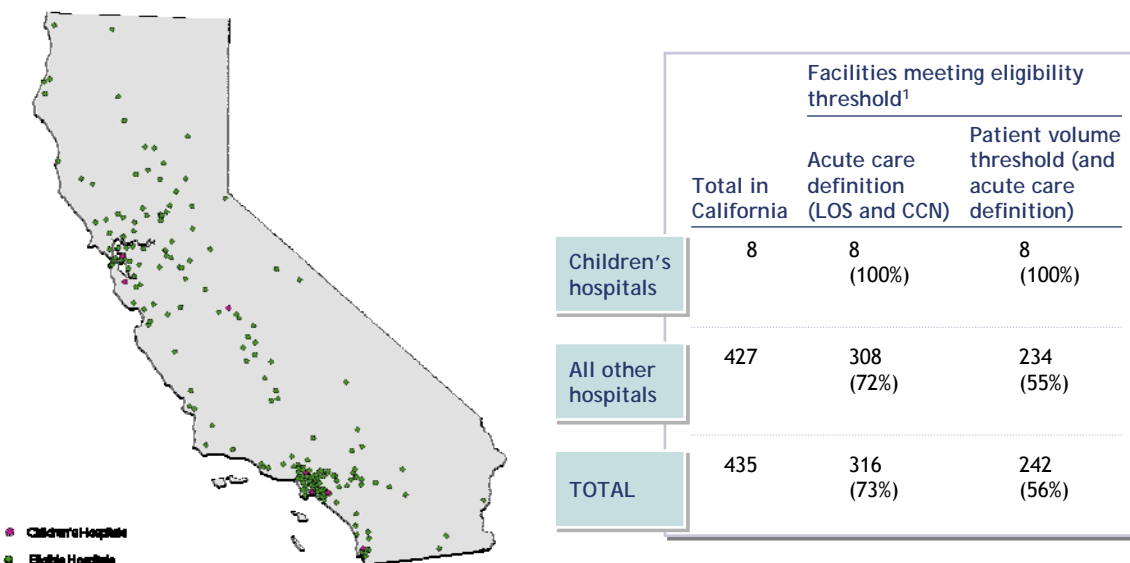 Facilities meeting eligibility
threshold¹
Total in
California
Acute care
definition
(LOS and CCN)
Patient volume
threshold (and
acute care
definition)
Children's
hospitals
8
8
(100%)
8
(100%)
All other
hospitals
427
308
(72%)
234
(55%)
TOTAL
435
316
(73%)
242
(56%)
Children's Hospitals
Eligible Hospitals